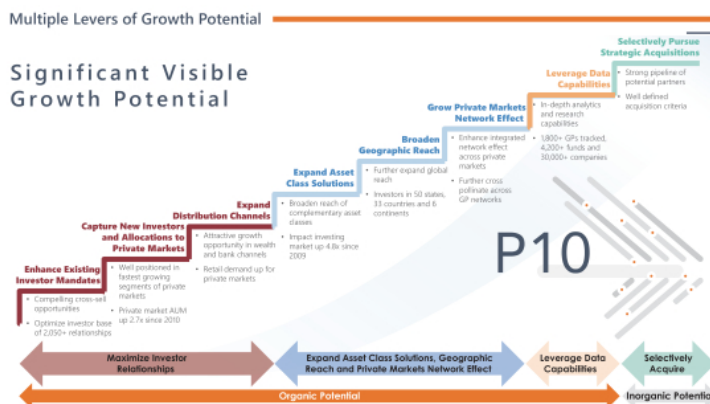 Multiple Levers of Growth Potential
Significant Visible
Growth Potential
Enhance Existing
Investor Mandates
• Compelling cross-sell
opportunities
• Optimize investor base
of 2,050+ relationships
Capture New Investors
and Allocations to
Private Markets
• Well positioned in
fastest growing
segments of private
markets
• Private market AUM
up 2.7x since 2010
Expand
Distribution Channels
• Attractive growth
opportunity in wealth
and bank channels
• Retail demand up for
private markets
Expand Asset
Class Solutions
• Broaden reach of
complementary asset
classes
• Impact investing
market up 4.8x since
2009
Broaden
Geographic Reach
• Further expand global
reach
• Investors in 50 states,
33 countries and 6
continents
Grow Private Markets
Network Effect
• Enhance integrated
network effect
across private
markets
• Further cross
pollinate across
GP networks
Leverage Data
Capabilities
• In-depth analytics
and research
capabilities
• 1,800+ GPs tracked,
4,200+ funds and
30,000+ companies
Selectively Pursue
Strategic Acquisitions
• Strong pipeline of
potential partners
• Well defined
acquisition criteria
P10
Maximize Investor
Relationships
Expand Asset Class Solutions, Geographic
Reach and Private Markets Network Effect
Leverage Data
Capabilities
Selectively
Acquire
Organic Potential
Inorganic Potential